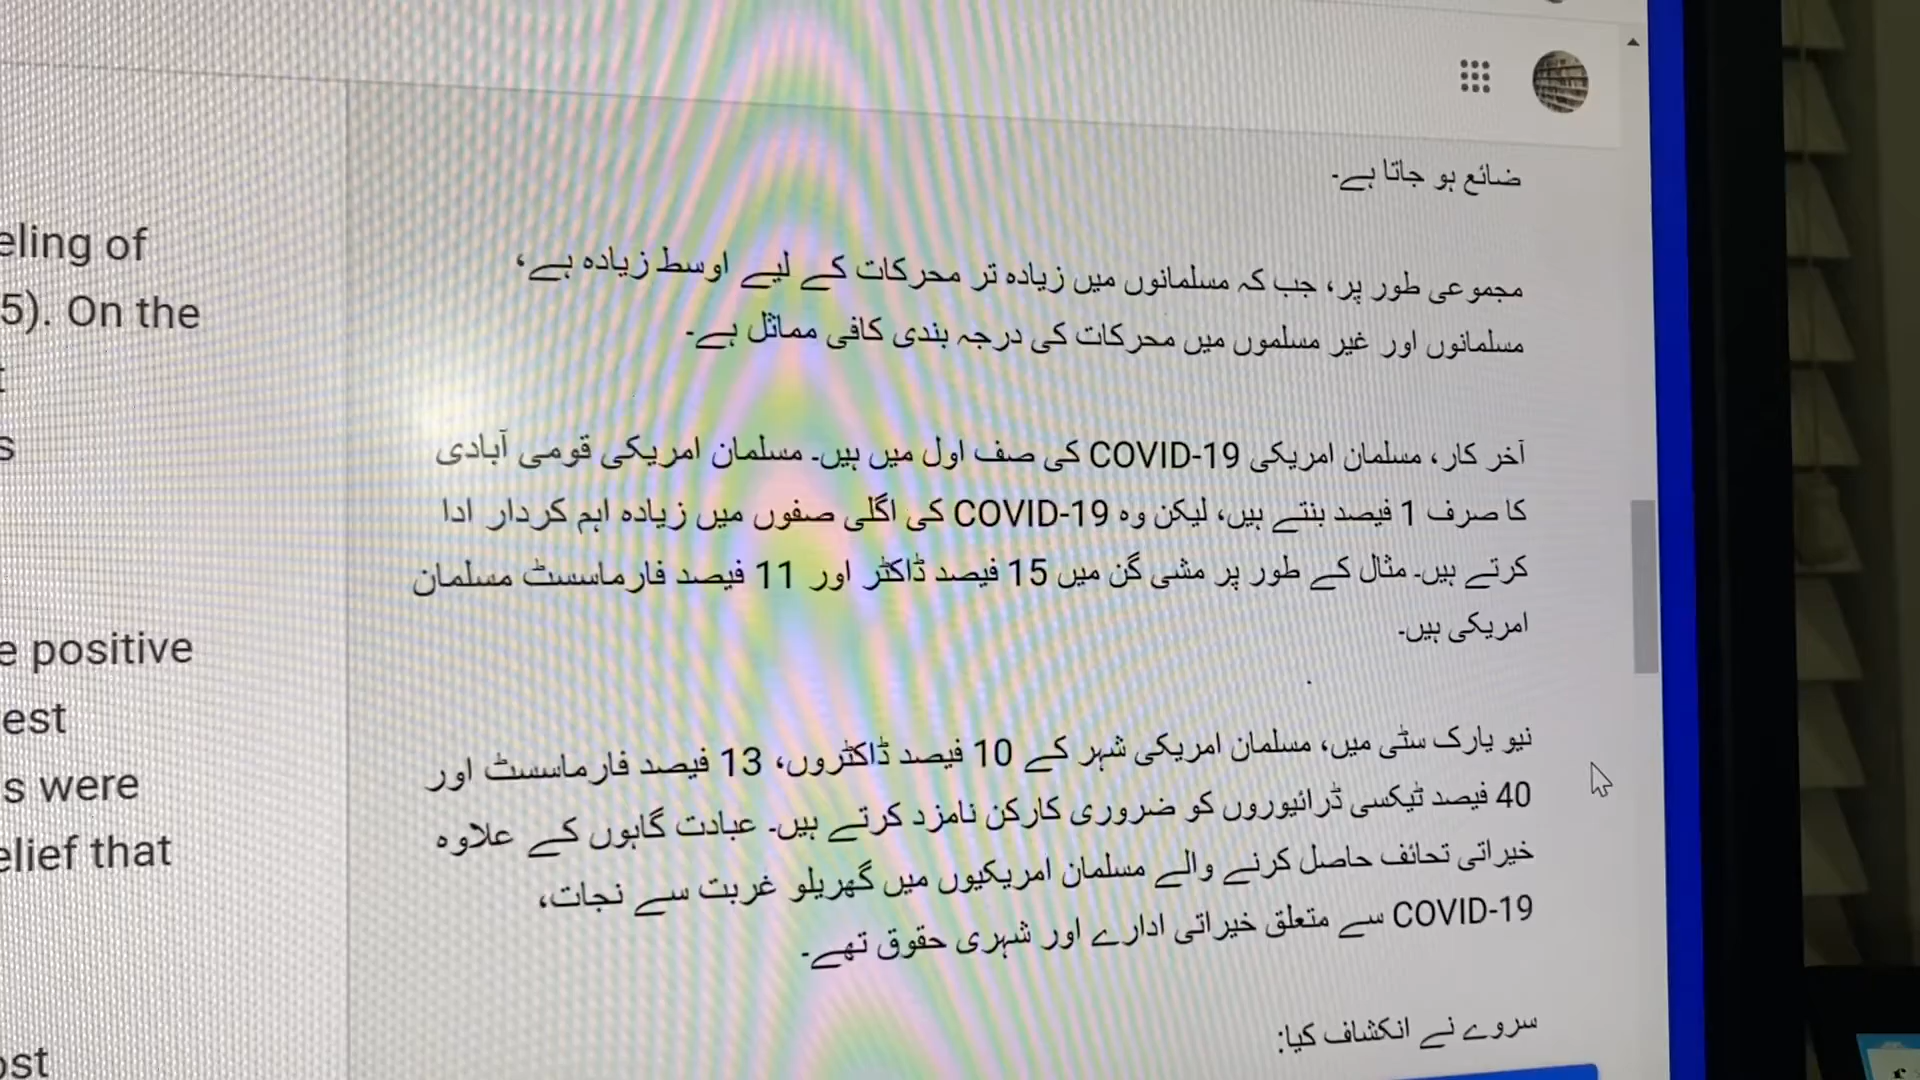 eling of
5). On the
s
e positive
est
s were
elief that
ost
ضائع ہو جاتا ہے۔
مجموعی طور پر، جب کہ مسلمانوں میں زیادہ تر محرکات کے لیے اوسط زیادہ ہے،
مسلمانوں اور غیر مسلموں میں محرکات کی درجہ بندی کافی مماثل ہے۔
آخر کار، مسلمان امریکی COVID-19 کی صف اول میں ہیں۔ مسلمان امریکی قومی آبادی
کا صرف 1 فیصد بنتے ہیں، لیکن وہ COVID-19 کی اگلی صفوں میں زیادہ اہم کردار ادا
کرتے ہیں۔ مثال کے طور پر مشی گن میں 15 فیصد ڈاکٹر اور 11 فیصد فارماسسٹ مسلمان
امریکی ہیں۔
.
نیو یارک سٹی میں، مسلمان امریکی شہر کے 10 فیصد ڈاکٹروں، 13 فیصد فارماسسٹ اور
40 فیصد ٹیکسی ڈرائیوروں کو ضروری کارکن نامزد کرتے ہیں۔ عبادت گاہوں کے علاوہ
خیراتی تحائف حاصل کرنے والے مسلمان امریکیوں میں گھریلو غربت سے نجات،
COVID-19 سے متعلق خیراتی ادارے اور شہری حقوق تھے۔
سروے نے انکشاف کیا: